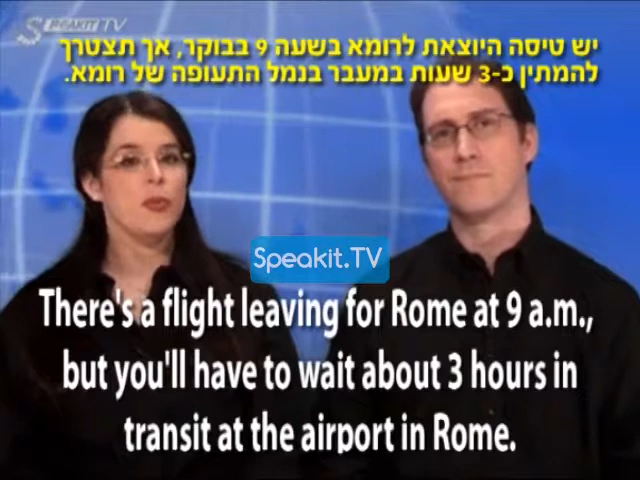 SPEAKIT TV
יש טיסה היוצאת לרומא בשעה 9 בבוקר, אך תצטרך
להמתין כ-3 שעות במעבר בנמל התעופה של רומא.
Speakit.TV
There's a flight leaving for Rome at 9 a.m.,
but you'll have to wait about 3 hours in
transit at the airport in Rome.